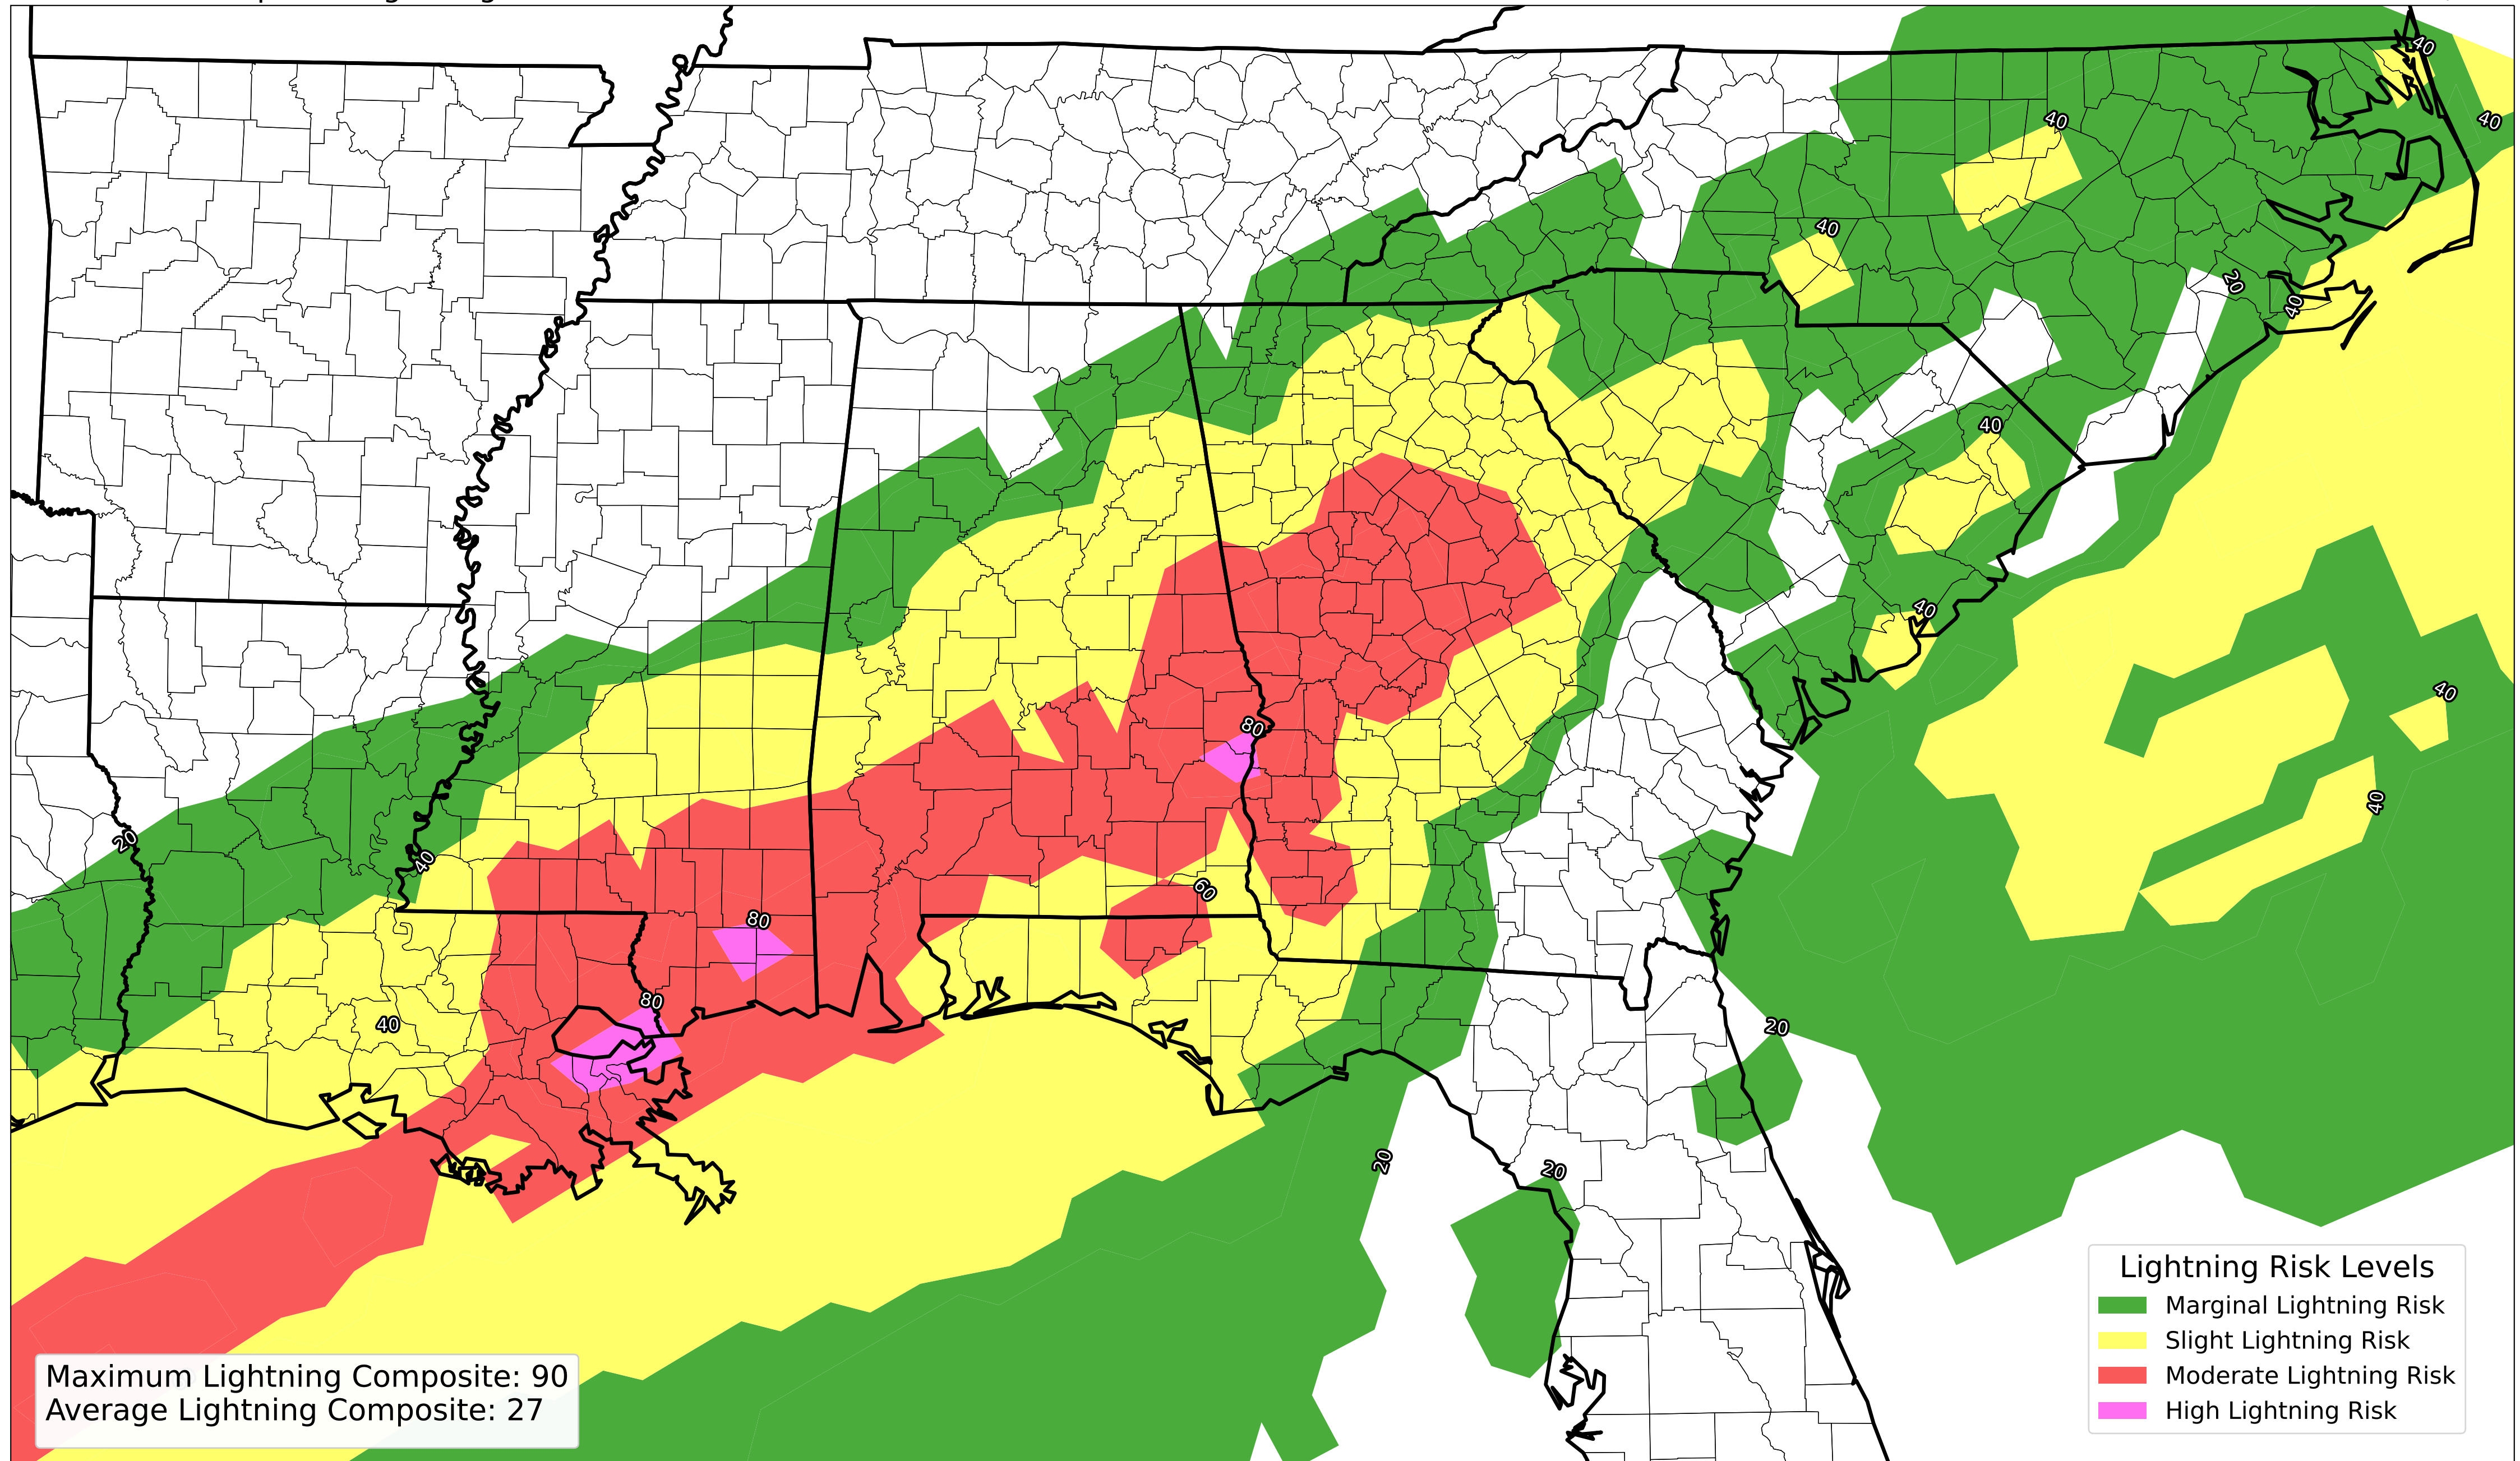 40
40
40
40
20
40
40
40
40
80
40
20
40
60
80
80
40
20
20
20
Lightning Risk Levels
Marginal Lightning Risk
Slight Lightning Risk
Moderate Lightning Risk
High Lightning Risk
Maximum Lightning Composite: 90
Average Lightning Composite: 27